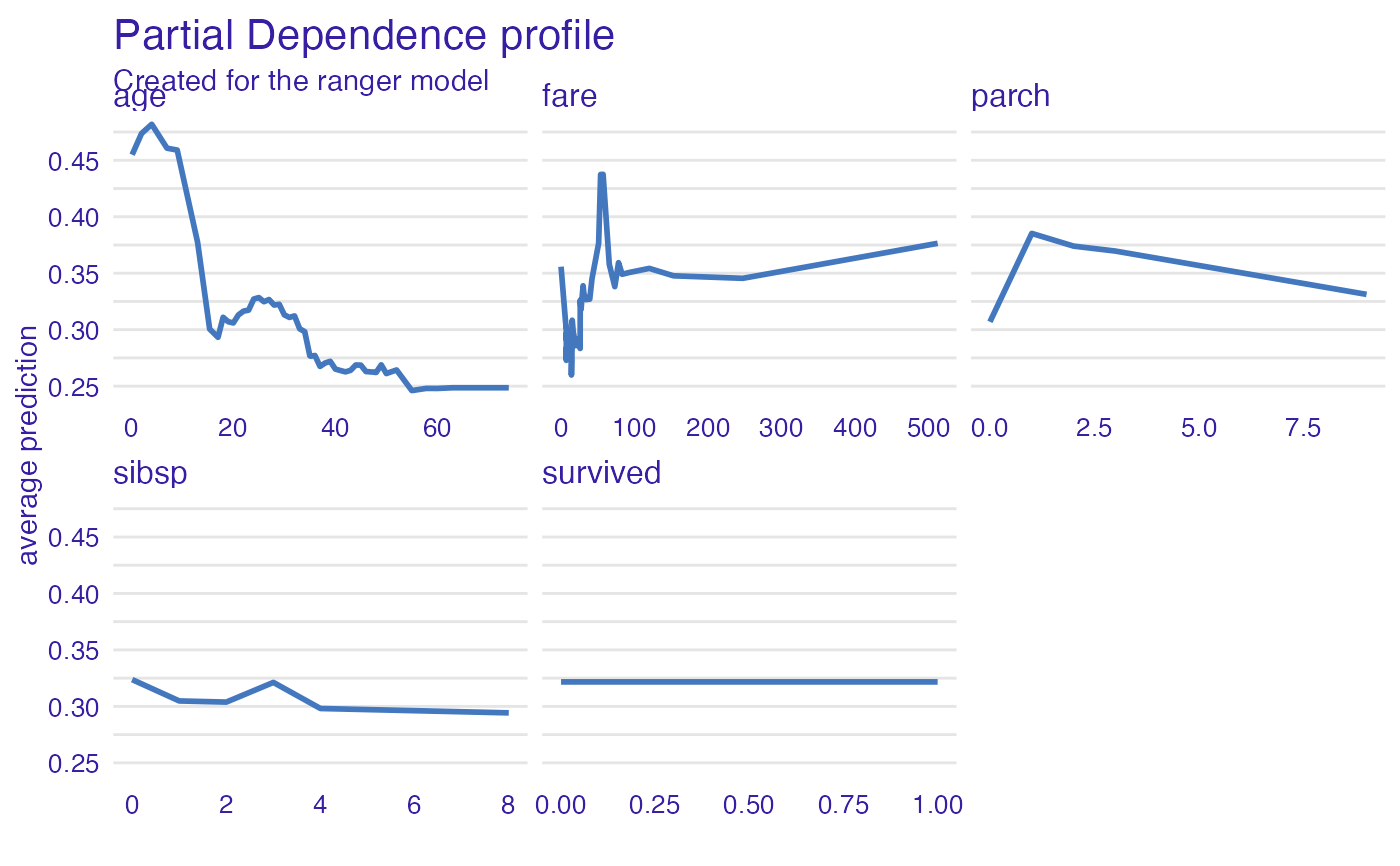 Partial Dependence profile
Created for the ranger model
age
fare
parch
average prediction
0.45
0.40
0.35
0.30
0.25
0 20 40 60
0 100 200 300 400 500
0.0 2.5 5.0 7.5
sibsp
survived
0.45
0.40
0.35
0.30
0.25
0 2 4 6 8
0.00 0.25 0.50 0.75 1.00